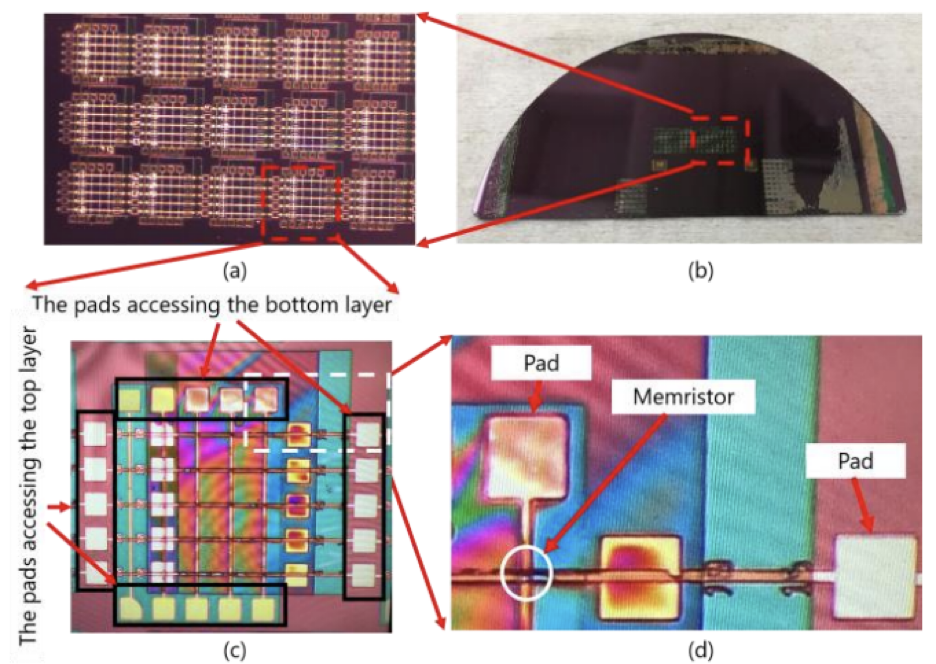 (a)
(b)
The pads accessing the bottom layer
The pads accessing the top layer
Pad
Memristor
Pad
(c)
(d)